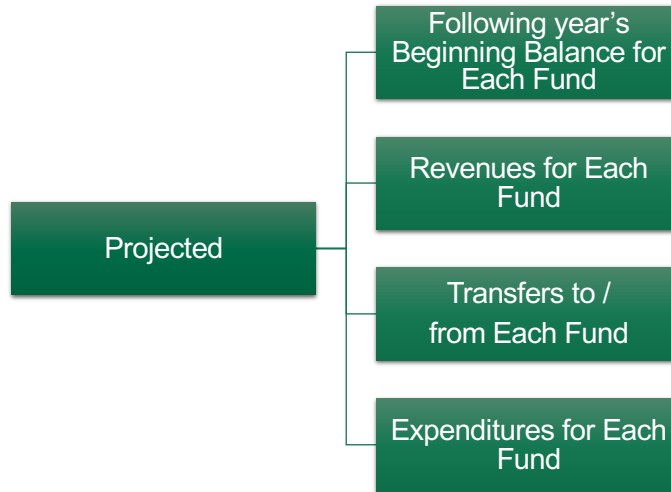 Projected
Following year’s
Beginning Balance for
Each Fund
Revenues for Each
Fund
Transfers to /
from Each Fund
Expenditures for Each
Fund